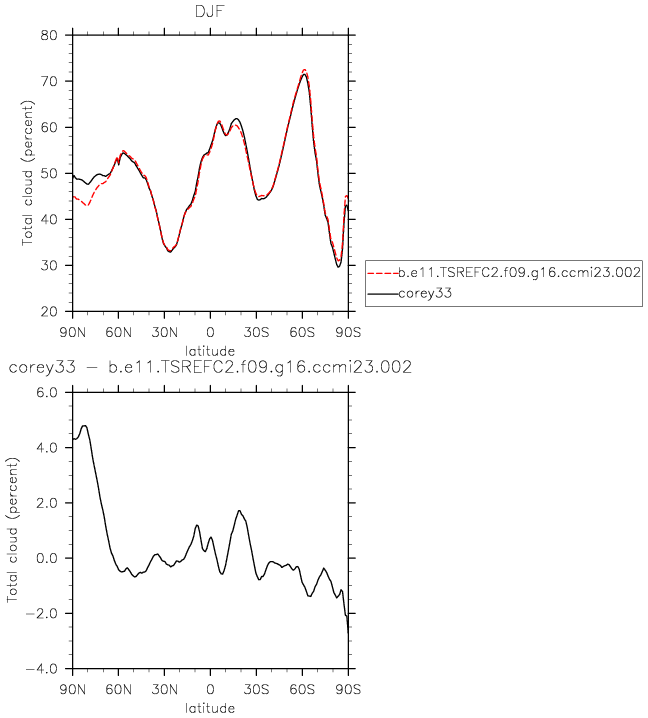 DJF
80
70
60
50
40
30
20
Total cloud (percent)
90N 60N 30N 0 30S 60S 90S
latitude
b.e11.TSREFC2.f09.g16.ccmi23.002
corey33
corey33 − b.e11.TSREFC2.f09.g16.ccmi23.002
6.0
4.0
2.0
0.0
−2.0
−4.0
Total cloud (percent)
90N 60N 30N 0 30S 60S 90S
latitude